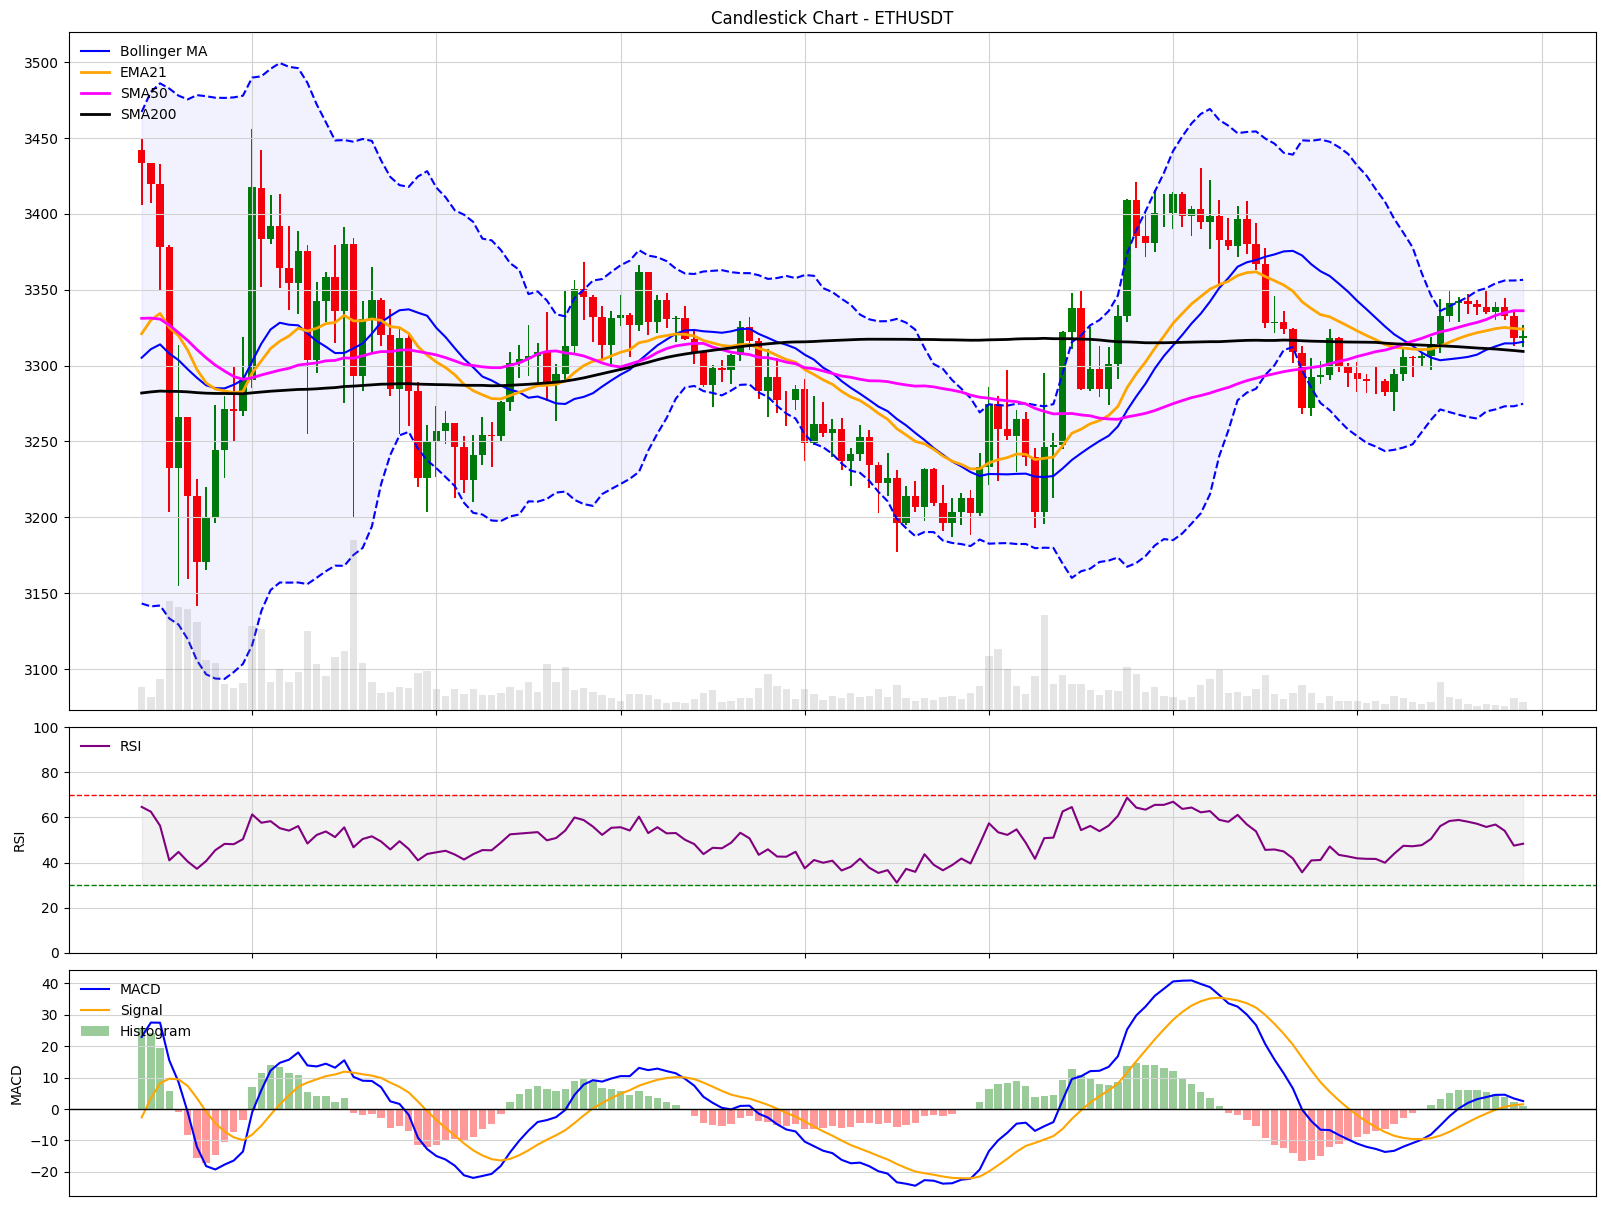 Candlestick Chart - ETHUSDT
Bollinger MA
EMA21
SMA50
SMA200
3500
3450
3400
3350
3300
3250
3200
3150
3100
RSI
100
80
60
40
20
0
RSI
MACD
Signal
Histogram
40
30
20
10
0
−10
−20
MACD